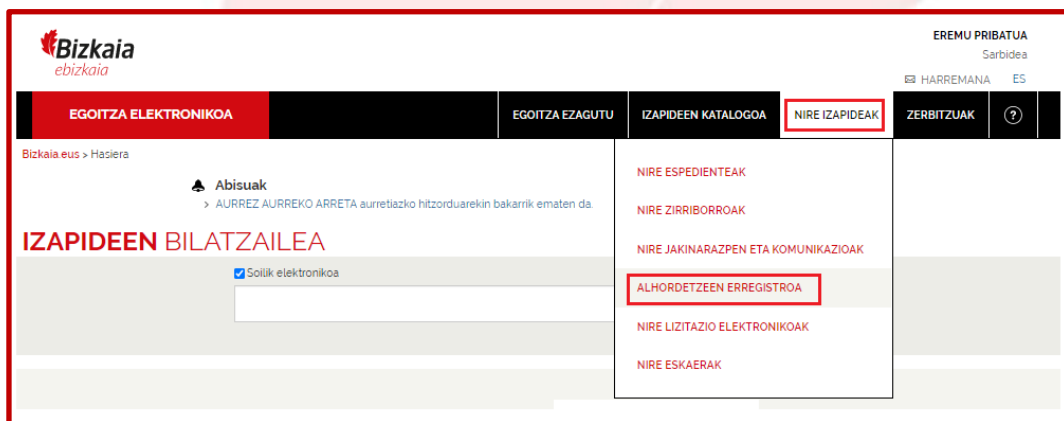 Bizkaia
ebizkaia
EREMU PRIBATUA
Sarbidea
HARREMANA ES
EGOITZA ELEKTRONIKOA
EGOITZA EZAGUTU IZAPIDEEN KATALOGOA NIRE IZAPIDEAK ZERBITZUAK ?
Bizkaia.eus > Hasiera
Abisuak
> AURREZ AURREKO ARRETA aurretiazko hitzorduarekin bakarrik ematen da.
IZAPIDEEN BILATZAILEA
Soilik elektronikoa
NIRE ESPEDIENTEAK
NIRE ZIRRIBORROAK
NIRE JAKINARAZPEN ETA KOMUNIKAZIOAK
ALHORDETZEEN ERREGISTROA
NIRE LIZITAZIO ELEKTRONIKOAK
NIRE ESKAERAK